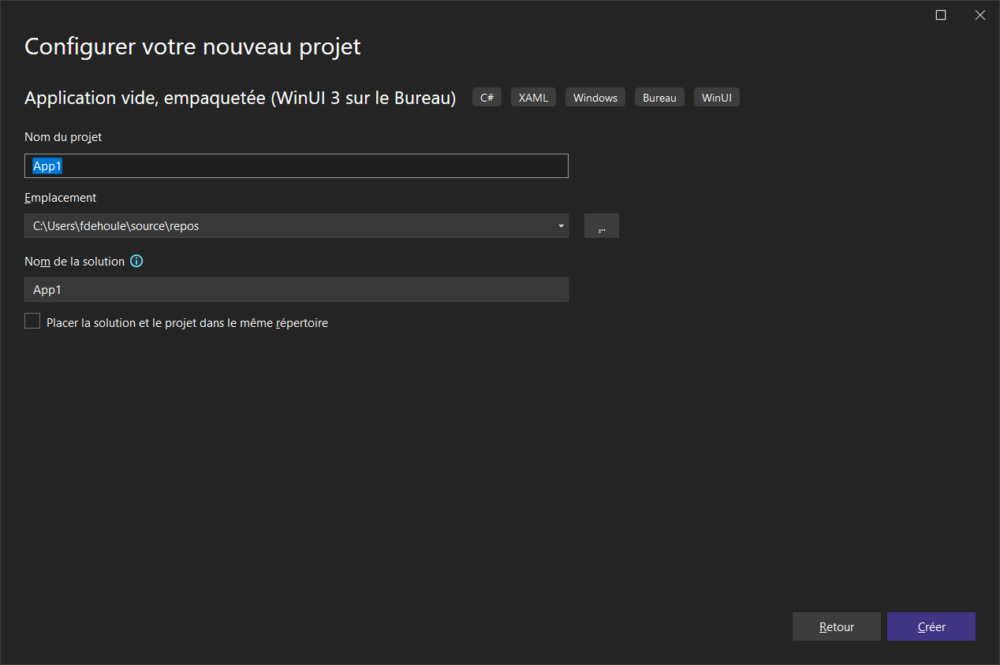 Configurer votre nouveau projet
Application vide, empaquetée (WinUI 3 sur le Bureau) C# XAML Windows Bureau WinUI
Nom du projet
App1
Emplacement
C:\Users\fdehoule\source\repos
...
Nom de la solution
App1
Placer la solution et le projet dans le même répertoire
Retour Créer